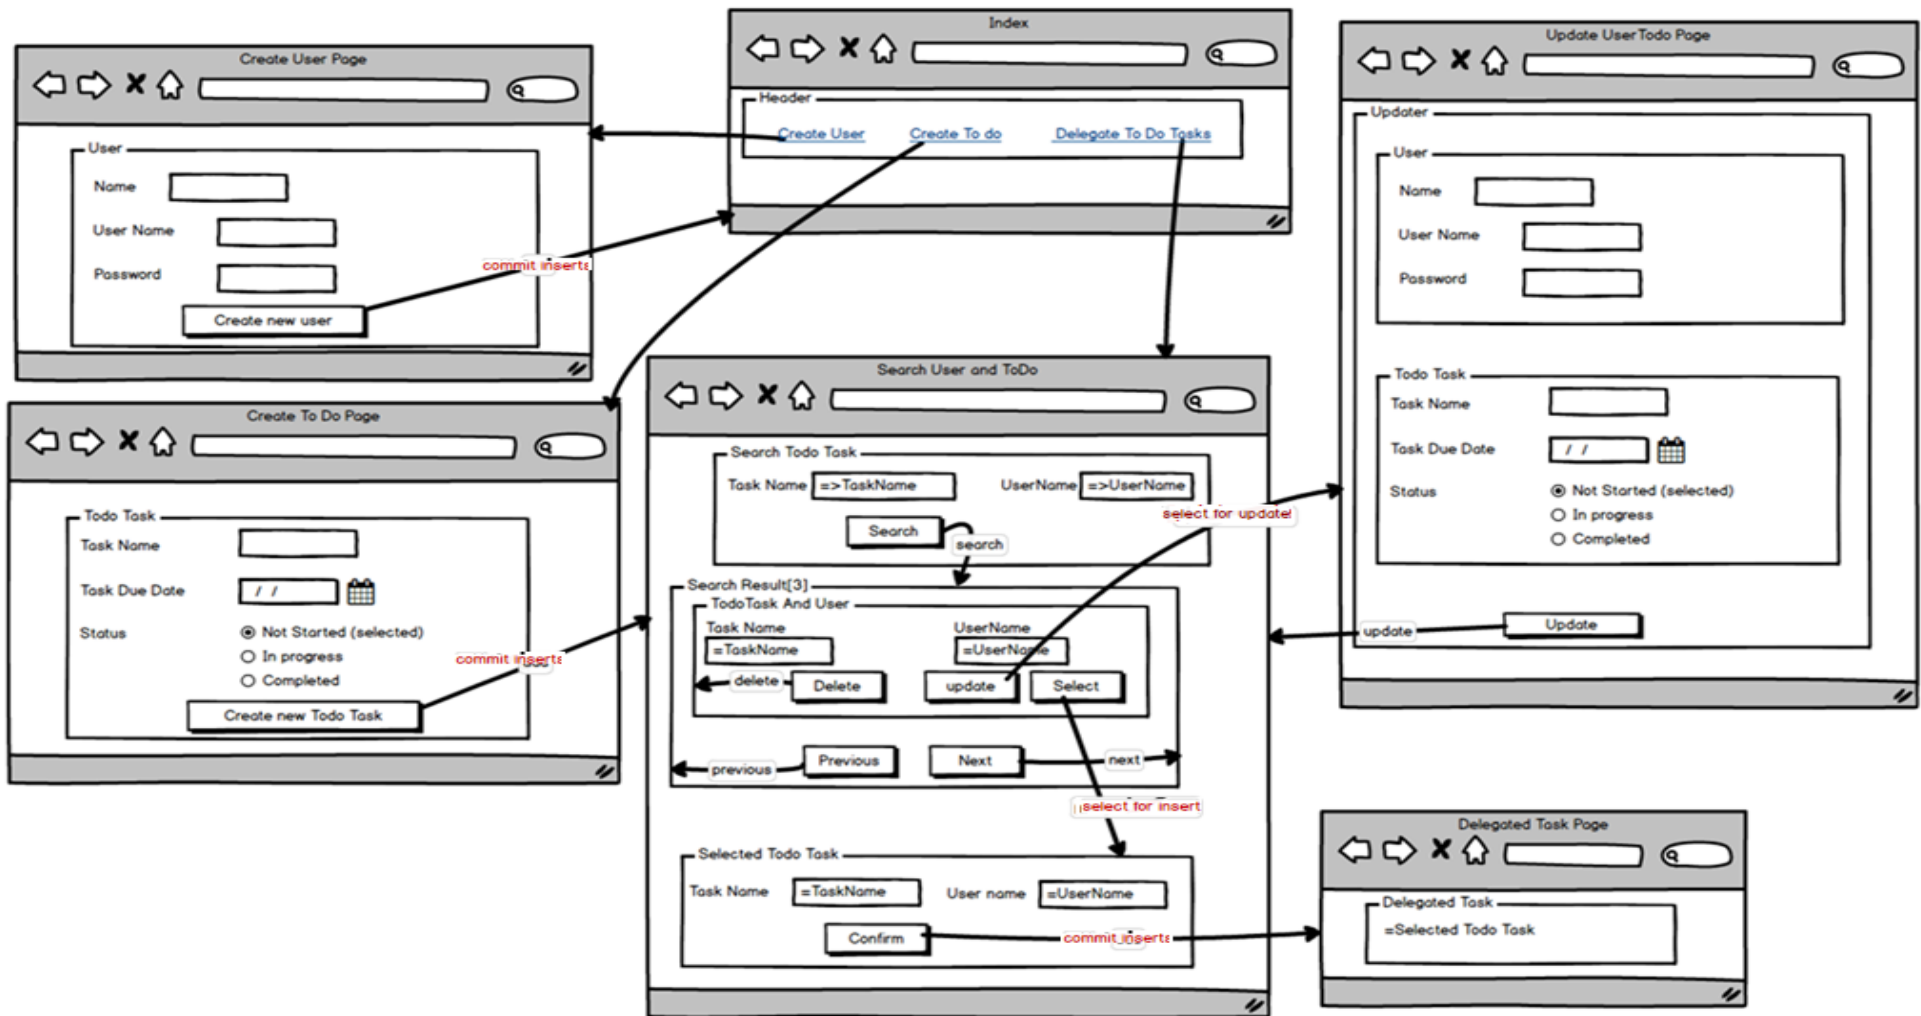 Index
Header
Create User
Create To do
Delegate To Do Tasks
Create User Page
User
Name
User Name
Password
Create new user
commit inserts
Update UserTodo Page
Updater
User
Name
User Name
Password
Todo Task
Task Name
Task Due Date
/ /
Status
Not Started (selected)
In progress
Completed
Update
update
Create To Do Page
Todo Task
Task Name
Task Due Date
/ /
Status
Not Started (selected)
In progress
Completed
Create new Todo Task
commit inserts
Search User and ToDo
Search Todo Task
Task Name
=>TaskName
UserName
=>UserName
Search
search
select for update
Search Result[3]
TodoTask And User
Task Name
UserName
=TaskName
=UserName
delete
Delete
update
Select
previous
Previous
Next
next
select for insert
Selected Todo Task
Task Name
=TaskName
User name
=UserName
Confirm
commit inserts
Delegated Task Page
Delegated Task
=Selected Todo Task